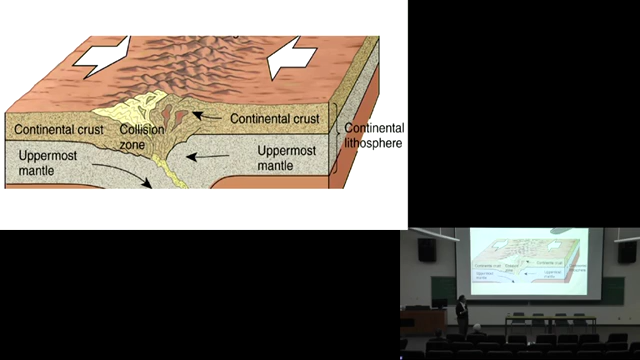 Continental crust
Collision
zone
Continental crust
Continental
lithosphere
Uppermost
mantle
Uppermost
mantle